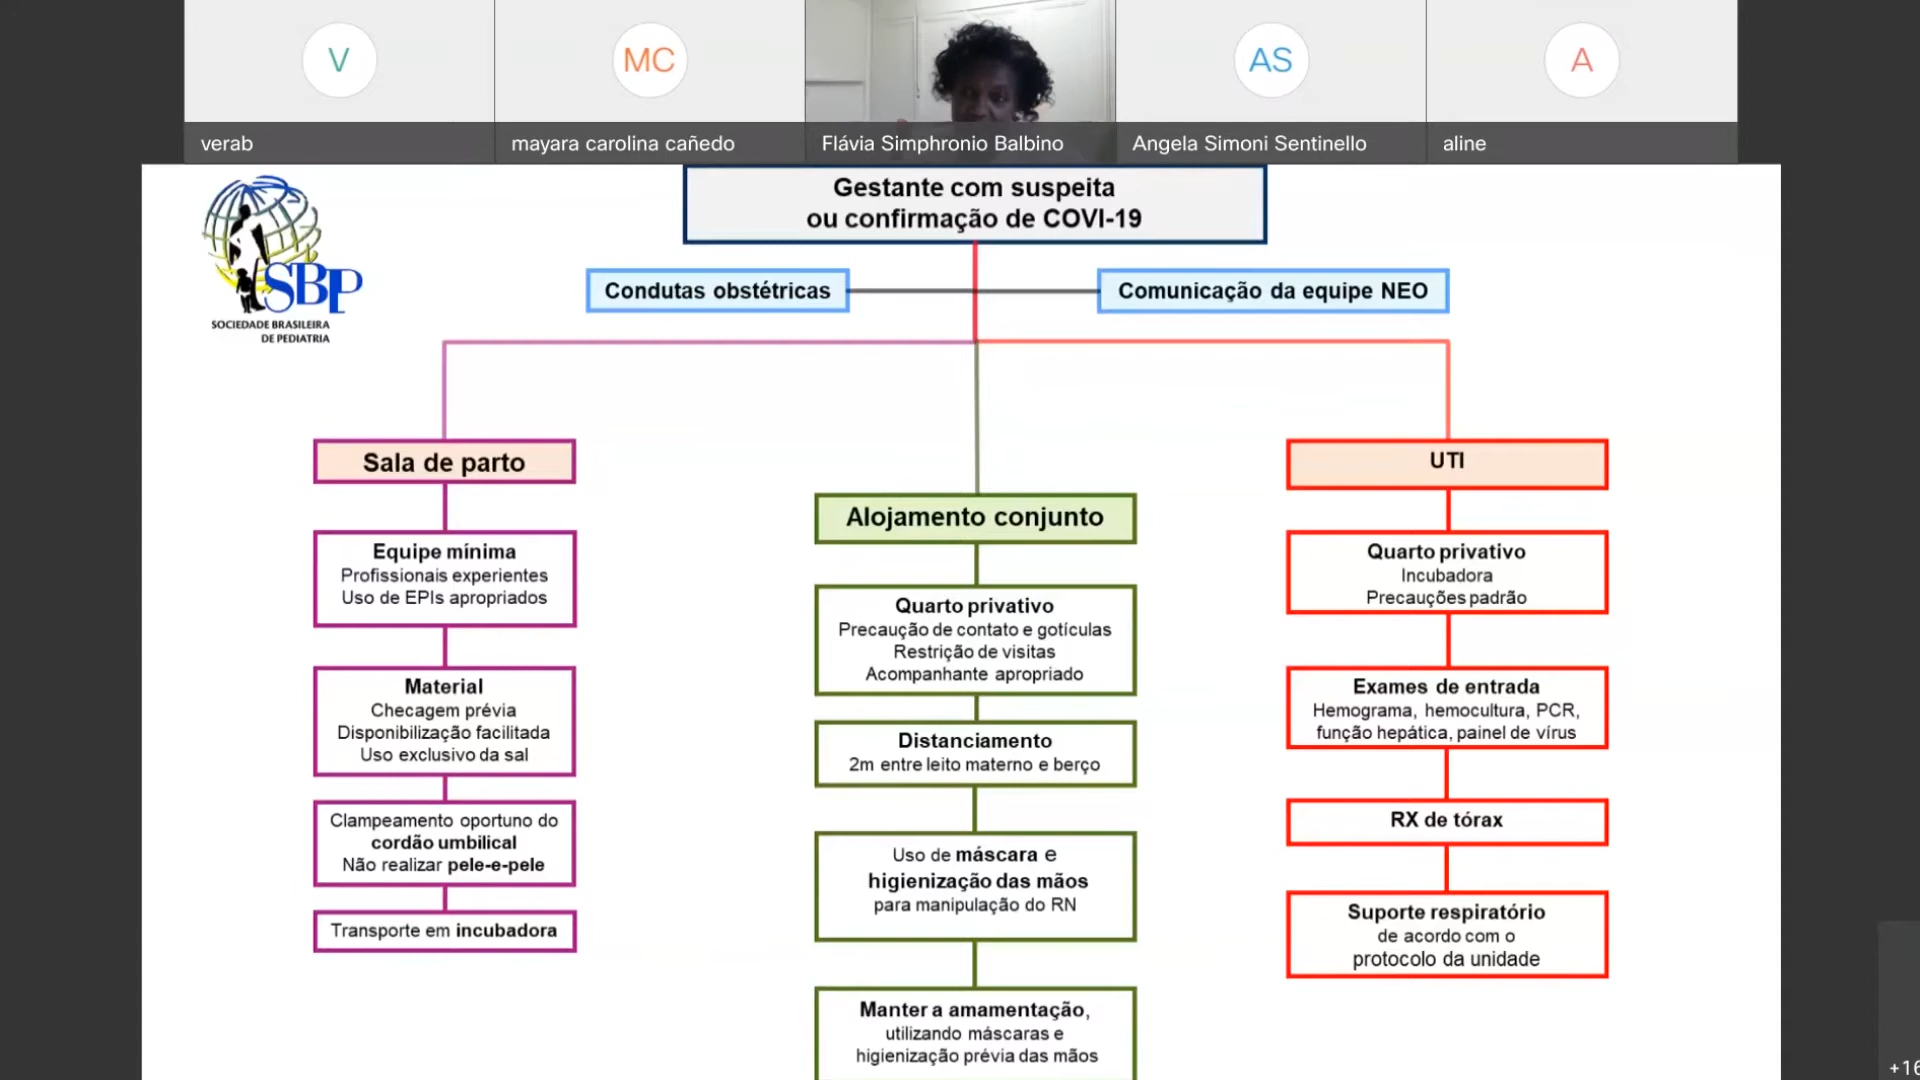 V
MC
AS
A
verab
mayara carolina cañedo
Flávia Simphronio Balbino
Angela Simoni Sentinello
aline
SBP
SOCIEDADE BRASILEIRA
DE PEDIATRIA
Gestante com suspeita
ou confirmação de COVI-19
Condutas obstétricas
Comunicação da equipe NEO
Sala de parto
Equipe mínima
Profissionais experientes
Uso de EPIs apropriados
Material
Checagem prévia
Disponibilização facilitada
Uso exclusivo da sal
Clampeamento oportuno do
cordão umbilical
Não realizar pele-e-pele
Transporte em incubadora
Alojamento conjunto
Quarto privativo
Precaução de contato e gotículas
Restrição de visitas
Acompanhante apropriado
Distanciamento
2m entre leito materno e berço
Uso de máscara e
higienização das mãos
para manipulação do RN
Manter a amamentação,
utilizando máscaras e
higienização prévia das mãos
UTI
Quarto privativo
Incubadora
Precauções padrão
Exames de entrada
Hemograma, hemocultura, PCR,
função hepática, painel de vírus
RX de tórax
Suporte respiratório
de acordo com o
protocolo da unidade
+16